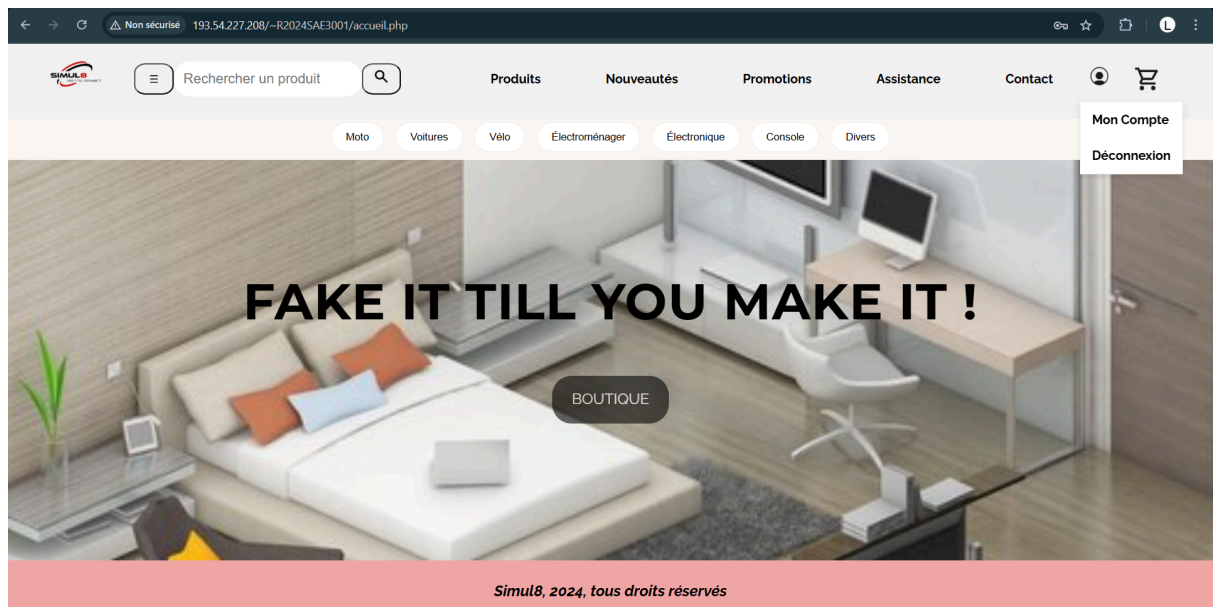 Non sécurisé 193.54.227.208/~R2024SAE3001/accueil.php
L
SIMUL8
Rechercher un produit
Produits Nouveautés Promotions Assistance Contact
Mon Compte
Déconnexion
Moto Voitures Vélo Électroménager Électronique Console Divers
FAKE IT TILL YOU MAKE IT !
BOUTIQUE
Simul8, 2024, tous droits réservés